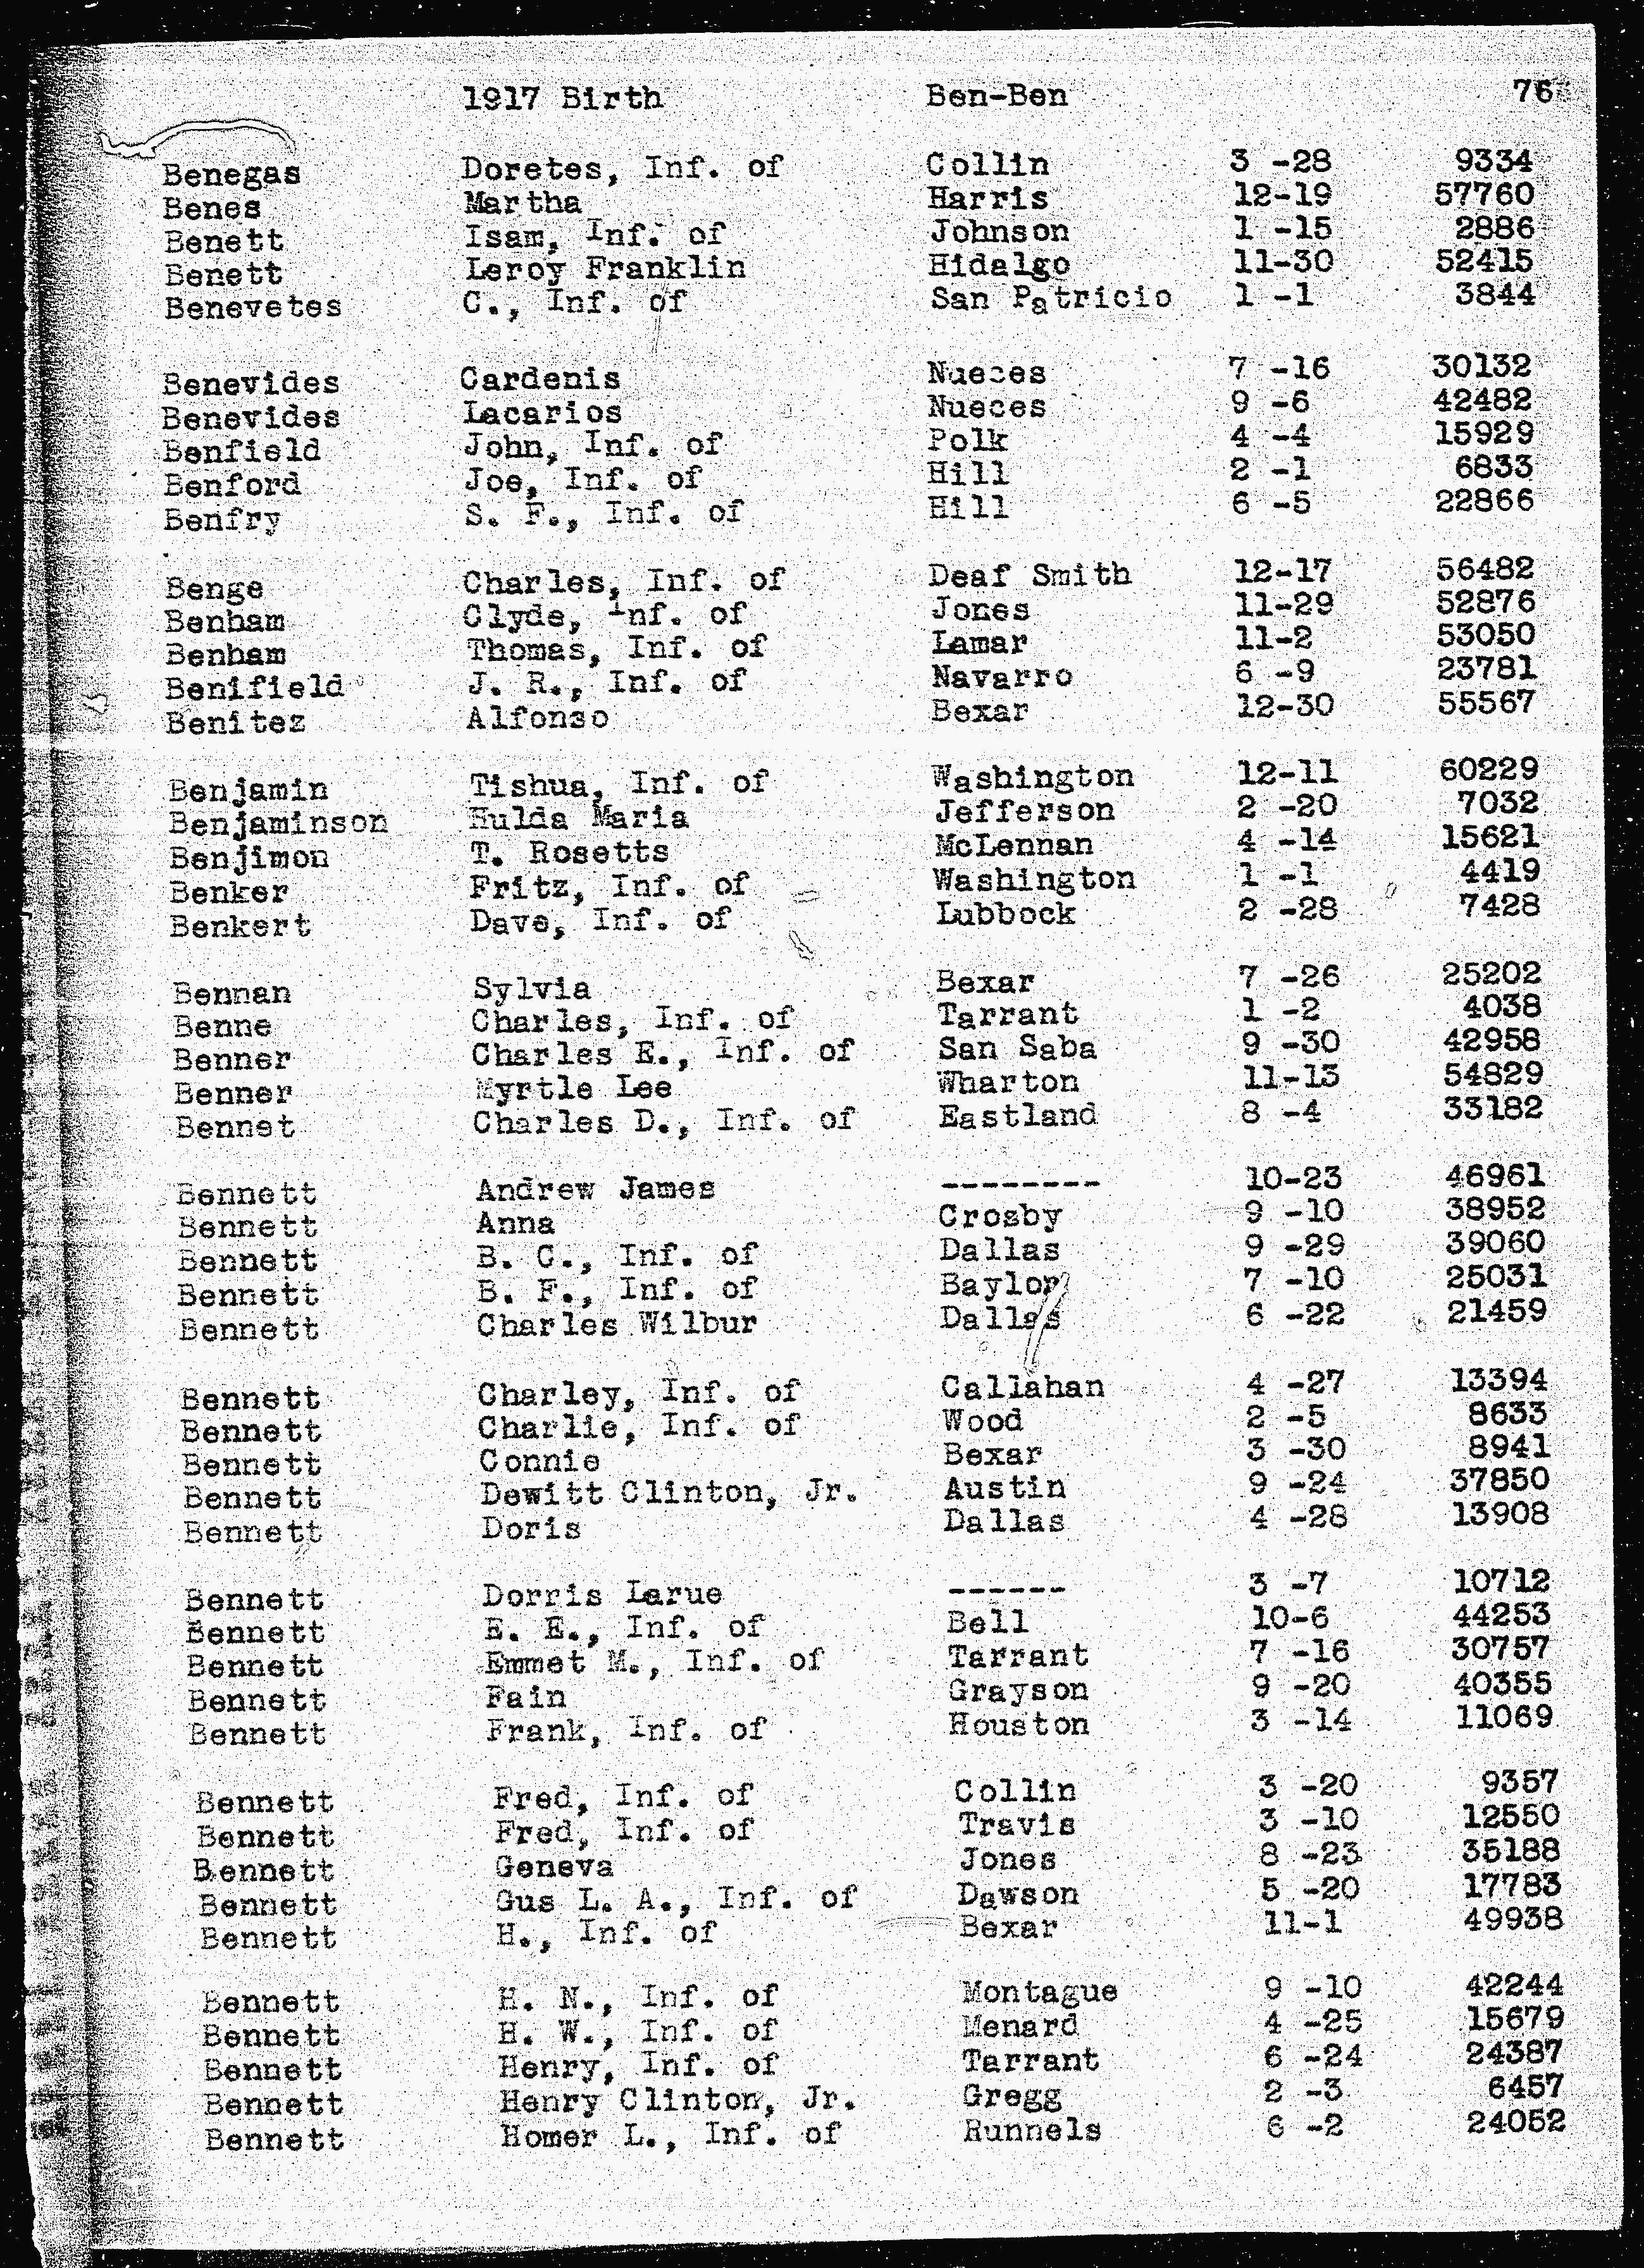 1917 Birth Ben-Ben 76
Benegas Doretes, Inf. of Collin 3 -28 9334
Benes Martha Harris 12-19 57760
Benett Isam, Inf. of Johnson 1 -15 2886
Benett Leroy Franklin Hidalgo 11-30 52415
Benevetes C., Inf. of San Patricio 1 -1 3844
Benevides Cardenis Nueces 7 -16 30132
Benevides Lacarios Nueces 9 -6 42482
Benfield John, Inf. of Polk 4 -4 15929
Benford Joe, Inf. of Hill 2 -1 6833
Benfry S. F., Inf. of Hill 6 -5 22866
Benge Charles, Inf. of Deaf Smith 12-17 56482
Benham Clyde, Inf. of Jones 11-29 52876
Benham Thomas, Inf. of Lamar 11-2 53050
Benifield J. R., Inf. of Navarro 6 -9 23781
Benitez Alfonso Bexar 12-30 55567
Benjamin Tishua, Inf. of Washington 12-11 60229
Benjaminson Hulda Maria Jefferson 2 -20 7032
Benjimon T. Rosetts McLennan 4 -14 15621
Benker Fritz, Inf. of Washington 1 -1 4419
Benkert Dave, Inf. of Lubbock 2 -28 7428
Bennan Sylvia Bexar 7 -26 25202
Benne Charles, Inf. of Tarrant 1 -2 4038
Benner Charles E., Inf. of San Saba 9 -30 42958
Benner Myrtle Lee Wharton 11-13 54829
Bennet Charles D., Inf. of Eastland 8 -4 33182
Bennett Andrew James -------- 10-23 46961
Bennett Anna Crosby 9 -10 38952
Bennett B. C., Inf. of Dallas 9 -29 39060
Bennett B. F., Inf. of Baylor 7 -10 25031
Bennett Charles Wilbur Dallas 6 -22 21459
Bennett Charley, Inf. of Callahan 4 -27 13394
Bennett Charlie, Inf. of Wood 2 -5 8633
Bennett Connie Bexar 3 -30 8941
Bennett Dewitt Clinton, Jr. Austin 9 -24 37850
Bennett Doris Dallas 4 -28 13908
Bennett Dorris Larue ------ 3 -7 10712
Bennett E. E., Inf. of Bell 10-6 44253
Bennett Emmet M., Inf. of Tarrant 7 -16 30757
Bennett Fain Grayson 9 -20 40355
Bennett Frank, Inf. of Houston 3 -14 11069
Bennett Fred, Inf. of Collin 3 -20 9357
Bennett Fred, Inf. of Travis 3 -10 12550
Bennett Geneva Jones 8 -23 35188
Bennett Gus L. A., Inf. of Dawson 5 -20 17783
Bennett H., Inf. of Bexar 11-1 49938
Bennett H. N., Inf. of Montague 9 -10 42244
Bennett H. W., Inf. of Menard 4 -25 15679
Bennett Henry, Inf. of Tarrant 6 -24 24387
Bennett Henry Clinton, Jr. Gregg 2 -3 6457
Bennett Homer L., Inf. of Runnels 6 -2 24052